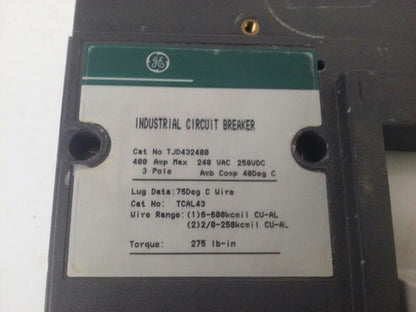 GE
INDUSTRIAL CIRCUIT BREAKER
Cat No TJD432400
400 Amp Max 240 VAC 250VDC
3 Pole Amb Comp 40Deg C
Lug Data: 75Deg C Wire
Cat No: TCAL43
Wire Range: (1)6-600kcmil CU-AL
(2)2/0-250kcmil CU-AL
Torque: 275 lb-in